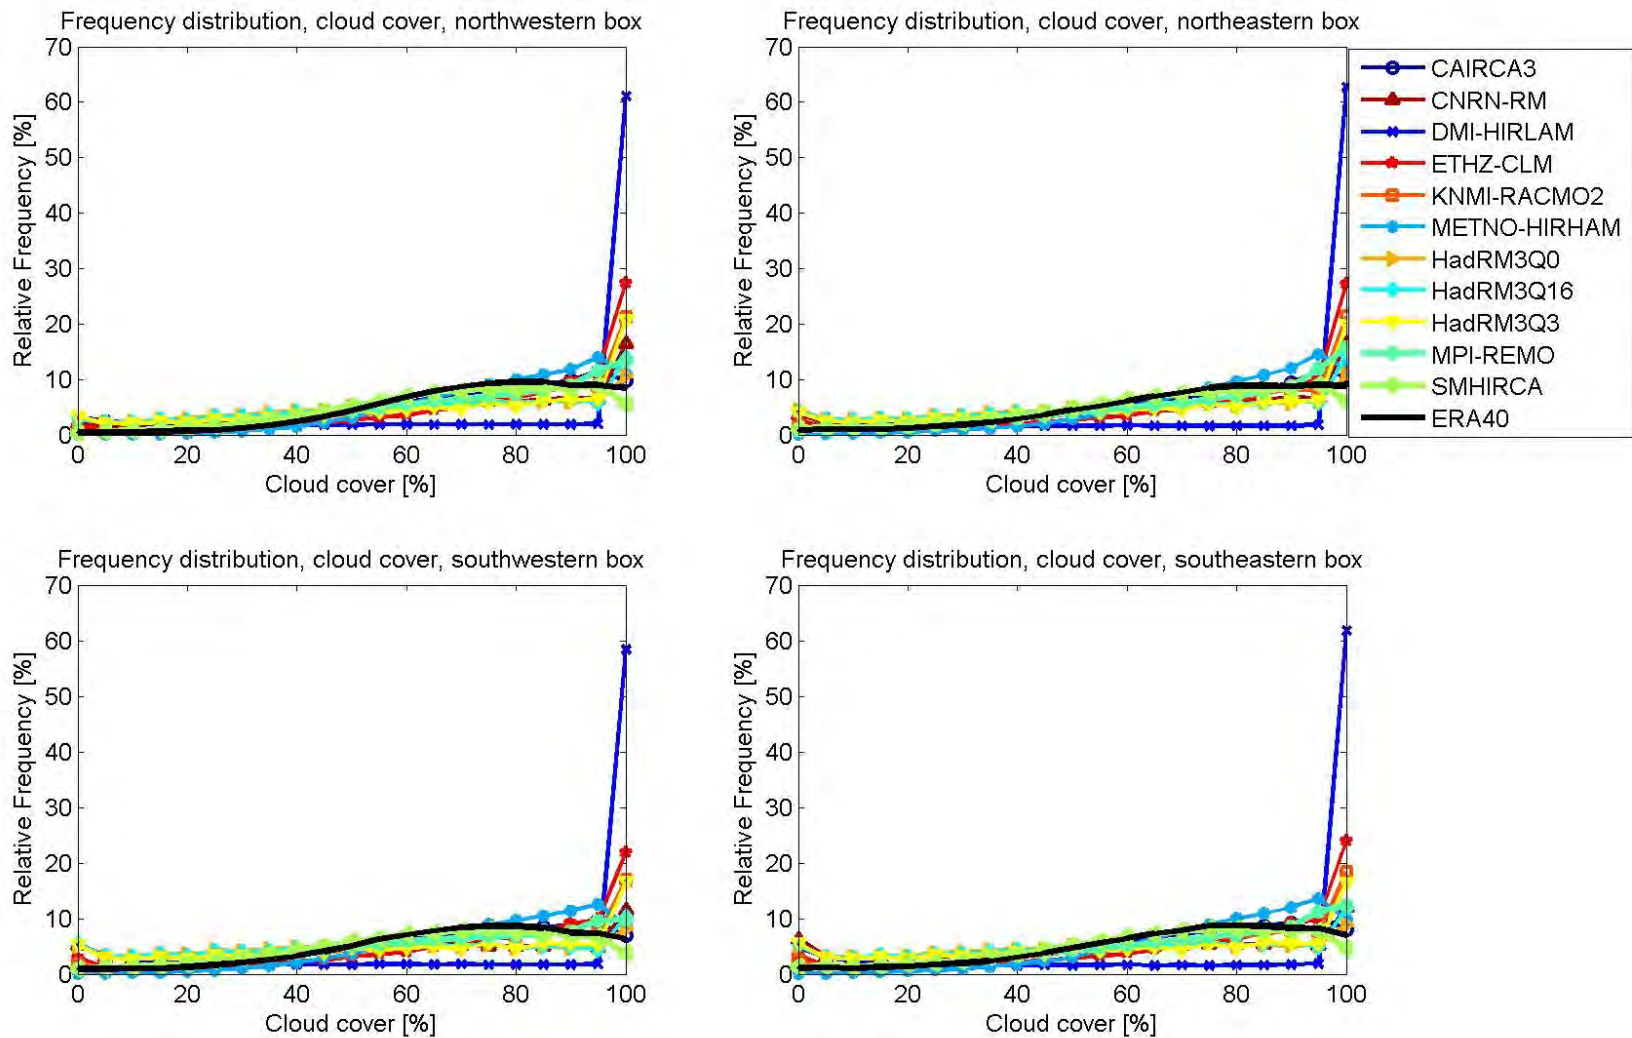 Frequency distribution, cloud cover, northwestern box
70
60
50
40
30
20
10
0
Relative Frequency [%]
0 20 40 60 80 100
Cloud cover [%]
Frequency distribution, cloud cover, northeastern box
70
60
50
40
30
20
10
0
Relative Frequency [%]
0 20 40 60 80 100
Cloud cover [%]
CAIRCA3
CNRN-RM
DMI-HIRLAM
ETHZ-CLM
KNMI-RACMO2
METNO-HIRHAM
HadRM3Q0
HadRM3Q16
HadRM3Q3
MPI-REMO
SMHIRCA
ERA40
Frequency distribution, cloud cover, southwestern box
70
60
50
40
30
20
10
0
Relative Frequency [%]
0 20 40 60 80 100
Cloud cover [%]
Frequency distribution, cloud cover, southeastern box
70
60
50
40
30
20
10
0
Relative Frequency [%]
0 20 40 60 80 100
Cloud cover [%]